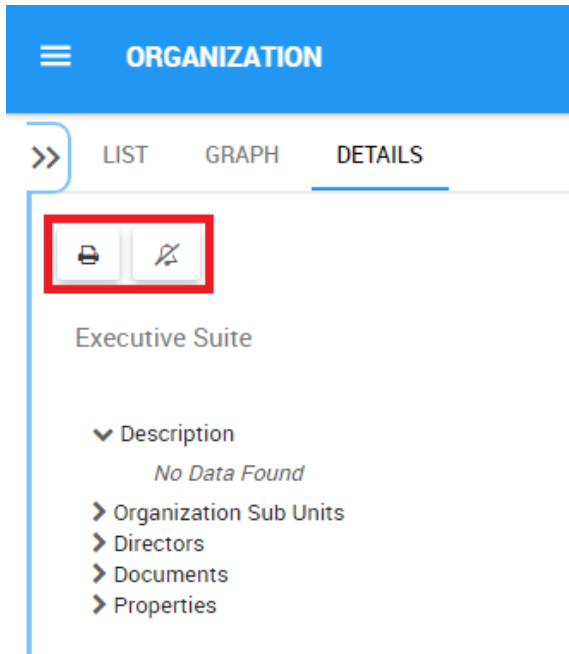 ORGANIZATION
LIST GRAPH DETAILS
Executive Suite
Description
No Data Found
Organization Sub Units
Directors
Documents
Properties